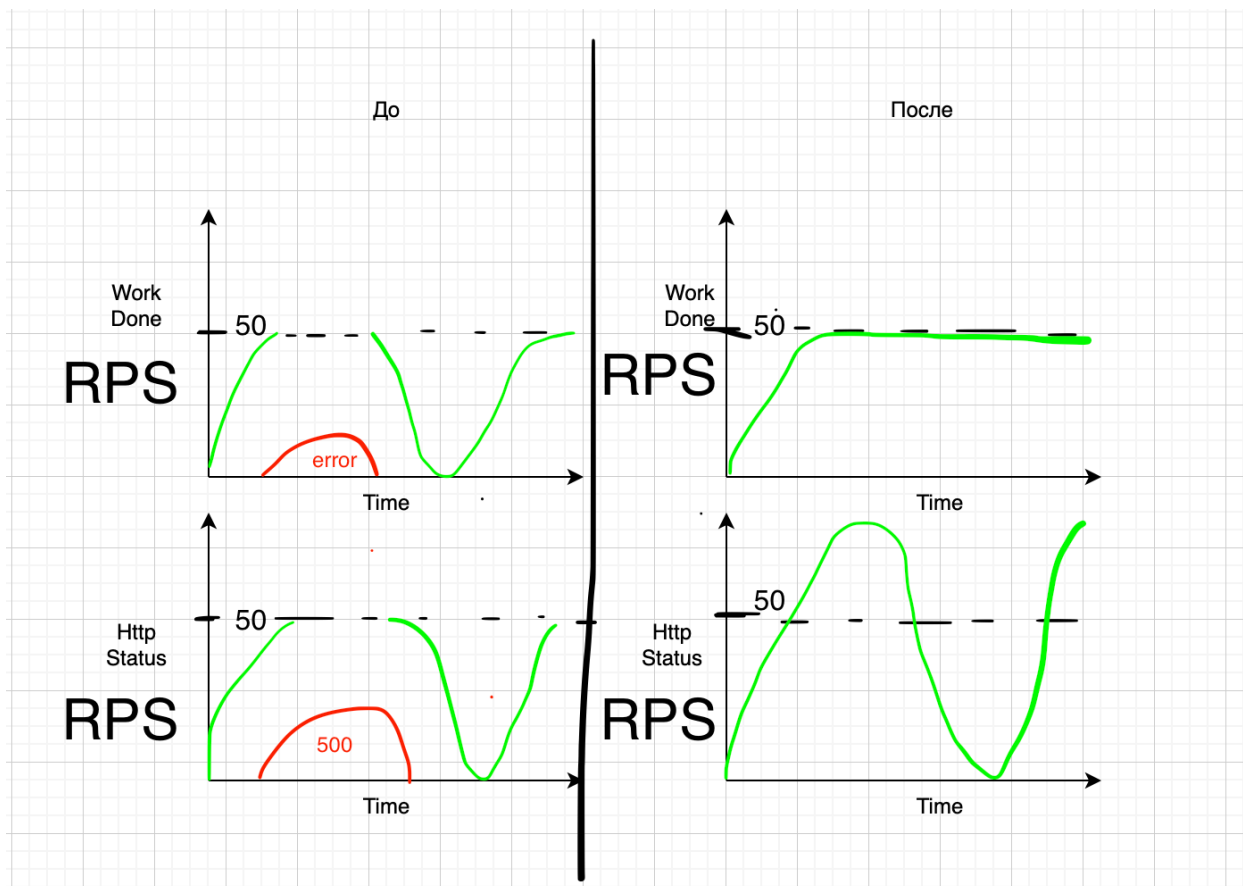 До
После
Work
Done
50
RPS
error
Time
Work
Done
50
RPS
Time
Http
Status
50
RPS
500
Time
Http
Status
50
RPS
Time